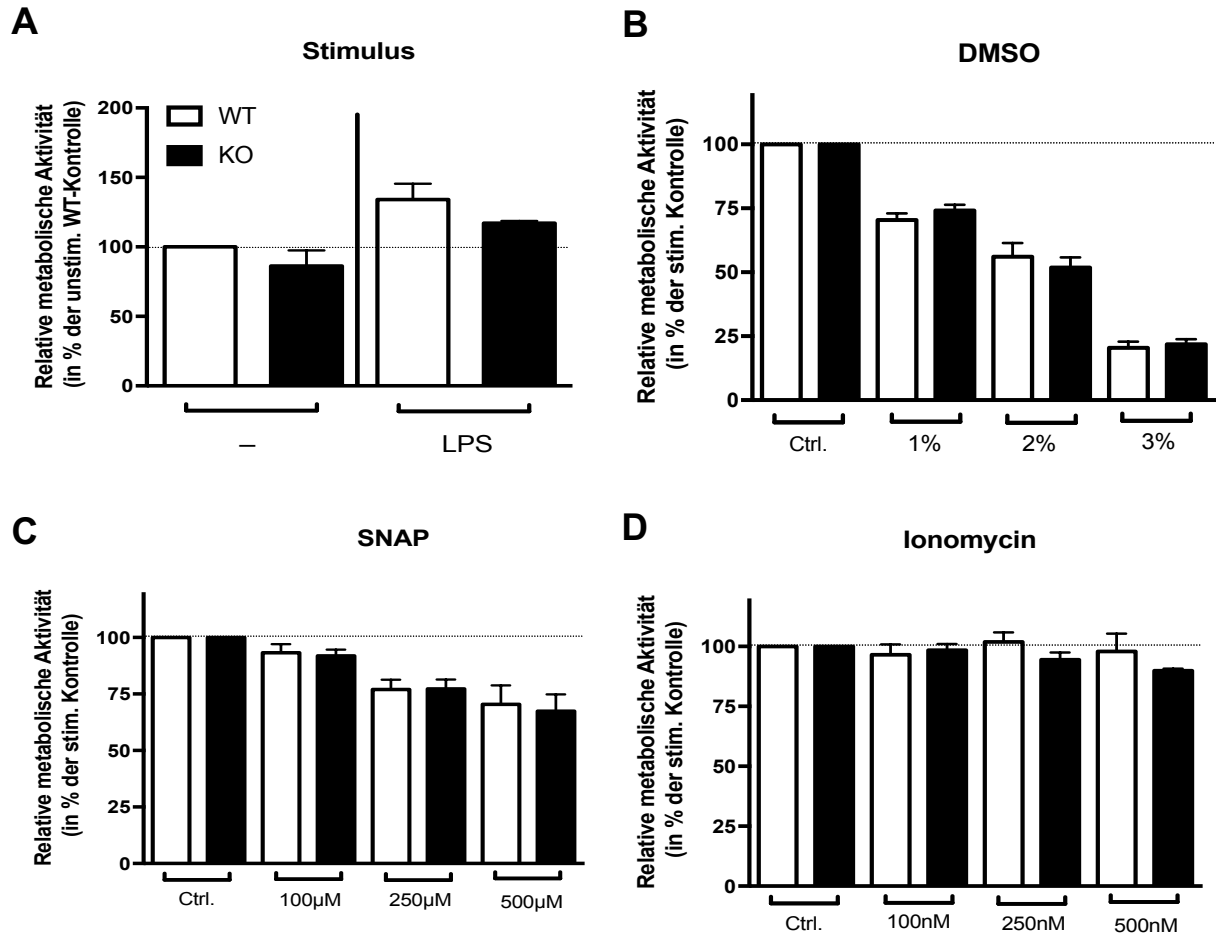 A
Stimulus
Relative metabolische Aktivität
(in % der unstim. WT-Kontrolle)
200
150
100
50
0
WT
KO
–
LPS
B
DMSO
Relative metabolische Aktivität
(in % der stim. Kontrolle)
100
75
50
25
0
Ctrl.
1%
2%
3%
C
SNAP
Relative metabolische Aktivität
(in % der stim. Kontrolle)
100
75
50
25
0
Ctrl.
100µM
250µM
500µM
D
Ionomycin
Relative metabolische Aktivität
(in % der stim. Kontrolle)
100
75
50
25
0
Ctrl.
100nM
250nM
500nM